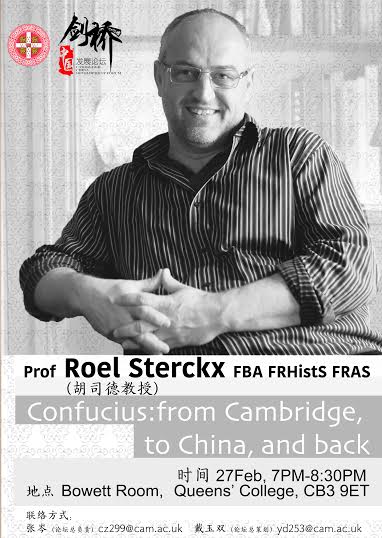 剑桥
中国
发展论坛
Prof Roel Sterckx FBA FRHistS FRAS
(胡司德教授)
Confucius:from Cambridge,
to China, and back
时间 27Feb, 7PM-8:30PM
地点 Bowett Room, Queens' College, CB3 9ET
联络方式:
张岑 (论坛总负责) cz299@cam.ac.uk 戴玉双 (论坛总策划) yd253@cam.ac.uk